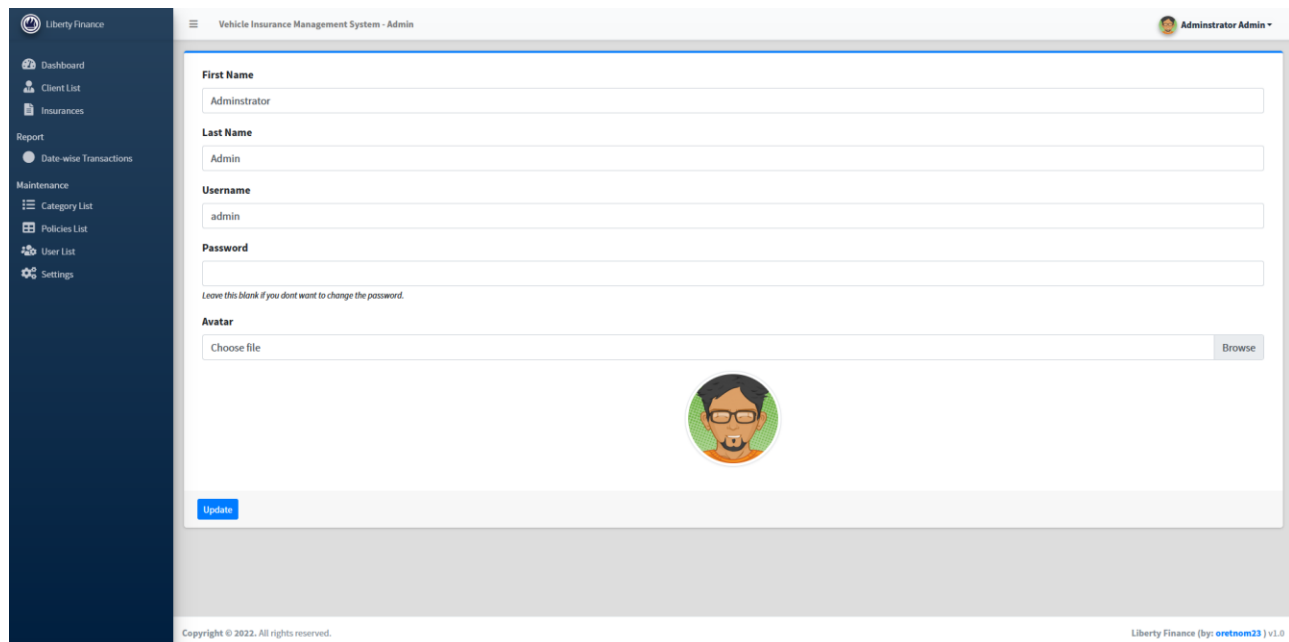 Liberty Finance
Vehicle Insurance Management System - Admin
Adminstrator Admin
Dashboard
Client List
Insurances
Report
Date-wise Transactions
Maintenance
Category List
Policies List
User List
Settings
First Name
Adminstrator
Last Name
Admin
Username
admin
Password
Leave this blank if you dont want to change the password.
Avatar
Choose file
Browse
Update
Copyright © 2022. All rights reserved.
Liberty Finance (by: oretnom23 ) v1.0